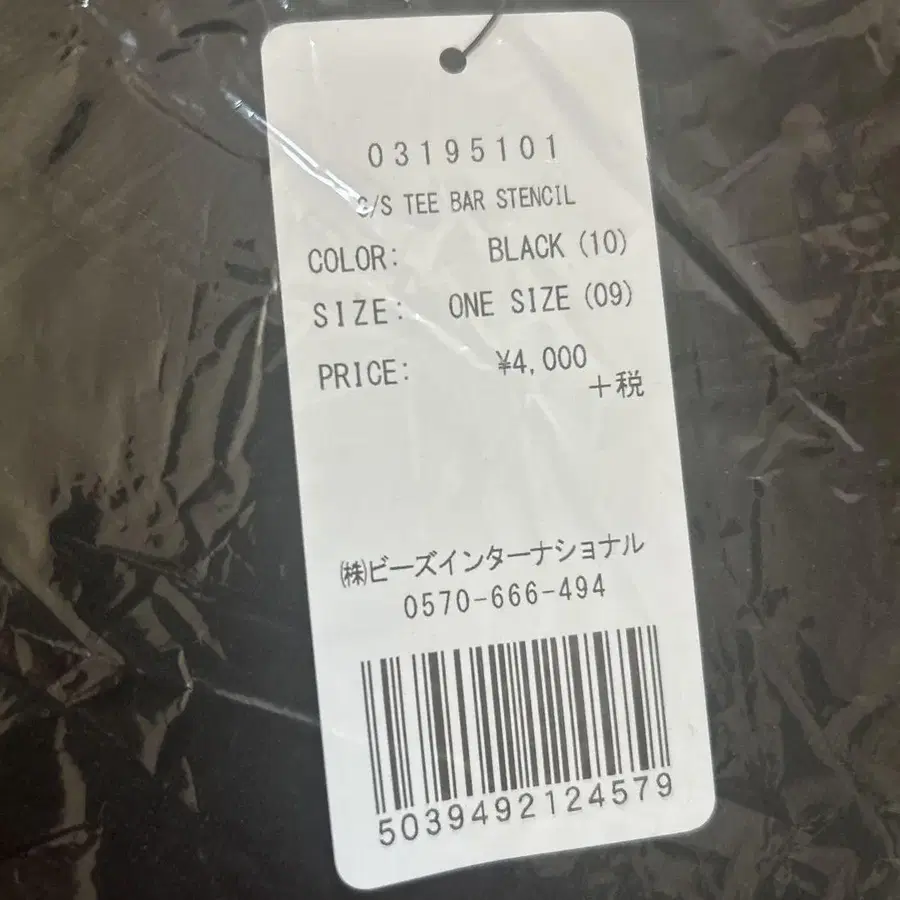 03195101
C/S TEE BAR STENCIL
COLOR: BLACK (10)
SIZE: ONE SIZE (09)
PRICE: ¥4,000
+税
㈱ビーズインターナショナル
0570-666-494
5039492124579